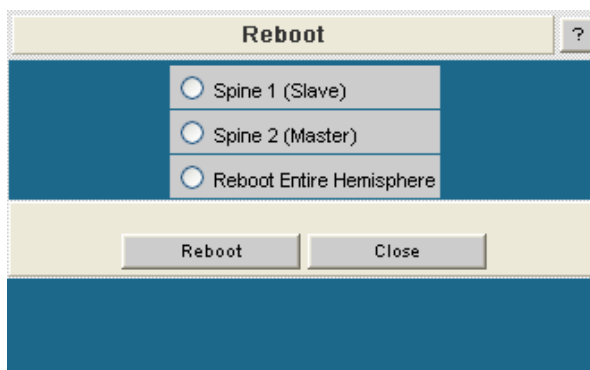 Reboot
?
Spine 1 (Slave)
Spine 2 (Master)
Reboot Entire Hemisphere
Reboot
Close